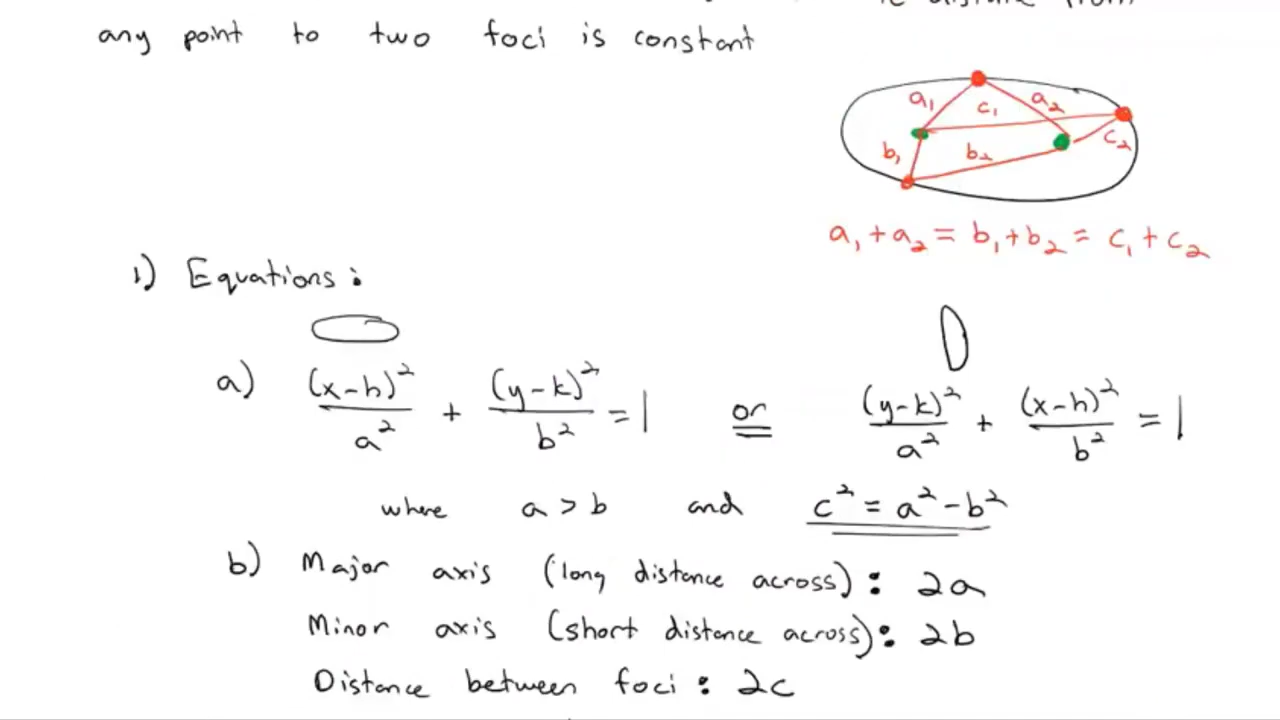 distance from
any point to two foci is constant
a₁ c₁ a₂
b₁ b₂ c₂
a₁ + a₂ = b₁ + b₂ = c₁ + c₂
1) Equations:
a) (x-h)²/a² + (y-k)²/b² = 1 or (y-k)²/a² + (x-h)²/b² = 1
where a > b and c² = a² - b²
b) Major axis (long distance across): 2a
Minor axis (short distance across): 2b
Distance between foci: 2c